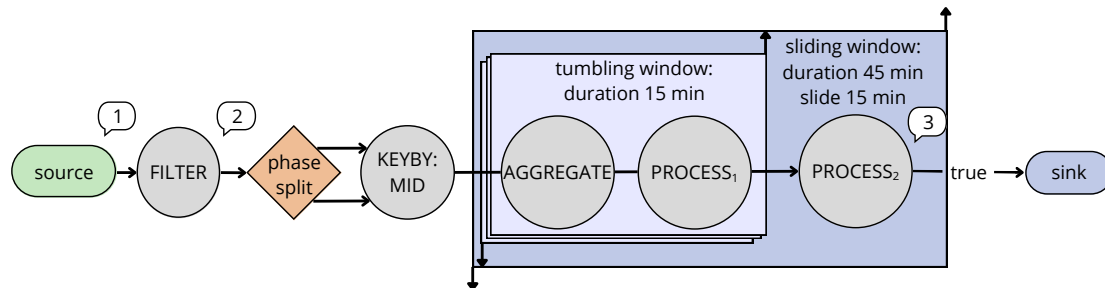 source
1
FILTER
2
phase
split
KEYBY:
MID
tumbling window:
duration 15 min
AGGREGATE
PROCESS₁
sliding window:
duration 45 min
slide 15 min
PROCESS₂
3
true
sink